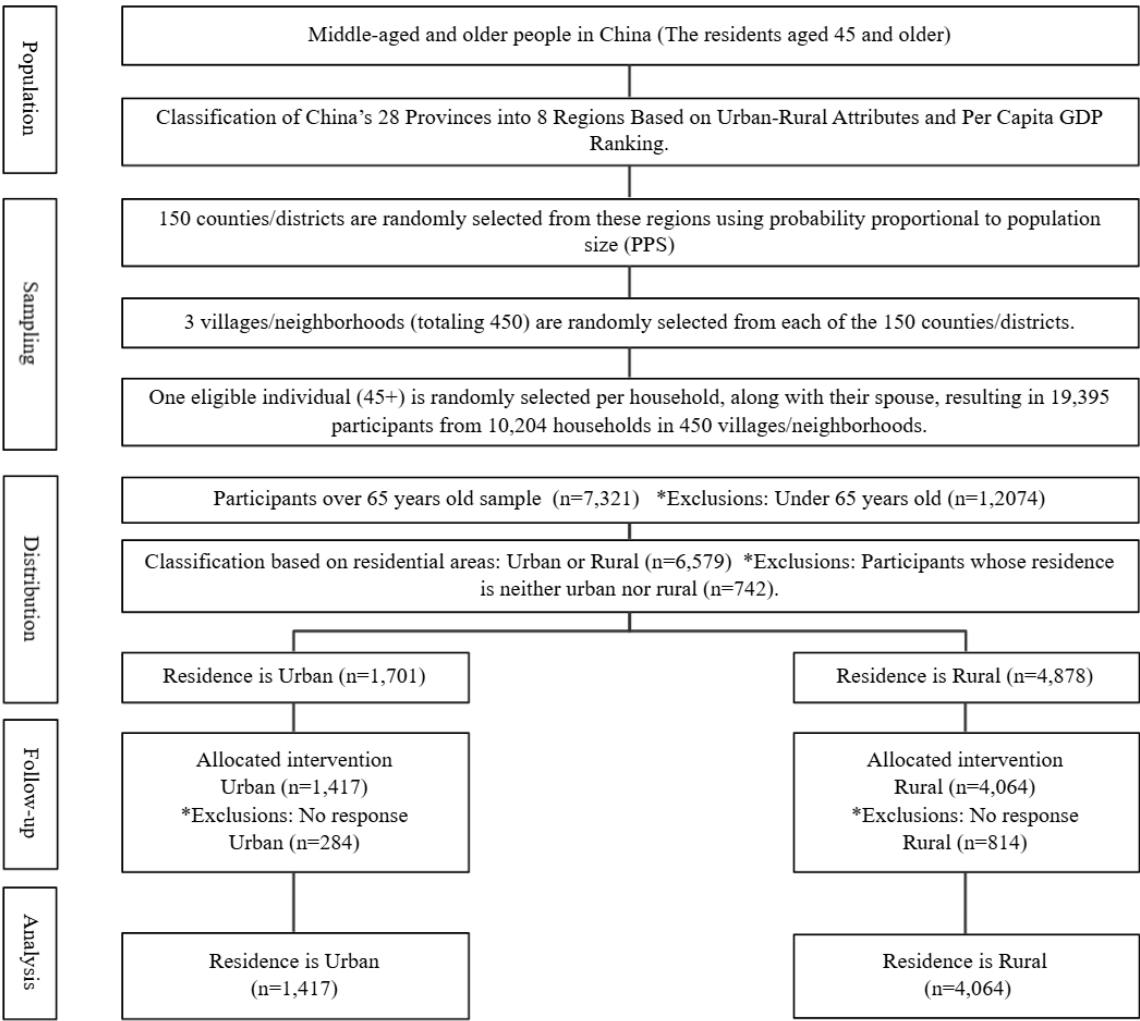 Population
Middle-aged and older people in China (The residents aged 45 and older)
Classification of China's 28 Provinces into 8 Regions Based on Urban-Rural Attributes and Per Capita GDP
Ranking.
Sampling
150 counties/districts are randomly selected from these regions using probability proportional to population
size (PPS)
3 villages/neighborhoods (totaling 450) are randomly selected from each of the 150 counties/districts.
One eligible individual (45+) is randomly selected per household, along with their spouse, resulting in 19,395
participants from 10,204 households in 450 villages/neighborhoods.
Distribution
Participants over 65 years old sample (n=7,321) *Exclusions: Under 65 years old (n=1,2074)
Classification based on residential areas: Urban or Rural (n=6,579) *Exclusions: Participants whose residence
is neither urban nor rural (n=742).
Residence is Urban (n=1,701)
Residence is Rural (n=4,878)
Follow-up
Allocated intervention
Urban (n=1,417)
*Exclusions: No response
Urban (n=284)
Allocated intervention
Rural (n=4,064)
*Exclusions: No response
Rural (n=814)
Analysis
Residence is Urban
(n=1,417)
Residence is Rural
(n=4,064)